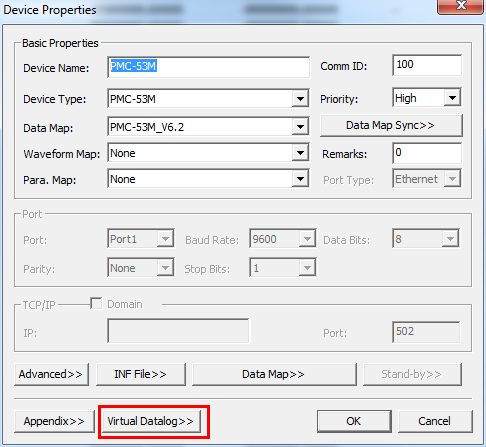 Device Properties
Basic Properties
Device Name: PMC-53M Comm ID: 100
Device Type: PMC-53M Priority: High
Data Map: PMC-53M_V6.2 Data Map Sync>>
Waveform Map: None Remarks: 0
Para. Map: None Port Type: Ethernet
Port
Port: Port1 Baud Rate: 9600 Data Bits: 8
Parity: None Stop Bits: 1
TCP/IP Domain
IP: Port: 502
Advanced>> INF File>> Data Map>> Stand-by>>
Appendix>> Virtual Datalog>> OK Cancel